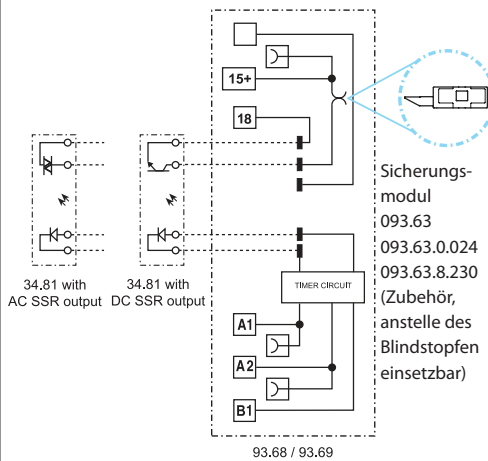 15+
18
Sicherungs-
modul
093.63
093.63.0.024
093.63.8.230
(Zubehör,
anstelle des
Blindstopfen
einsetzbar)
34.81 with
AC SSR output
34.81 with
DC SSR output
TIMER CIRCUIT
A1
A2
B1
93.68 / 93.69